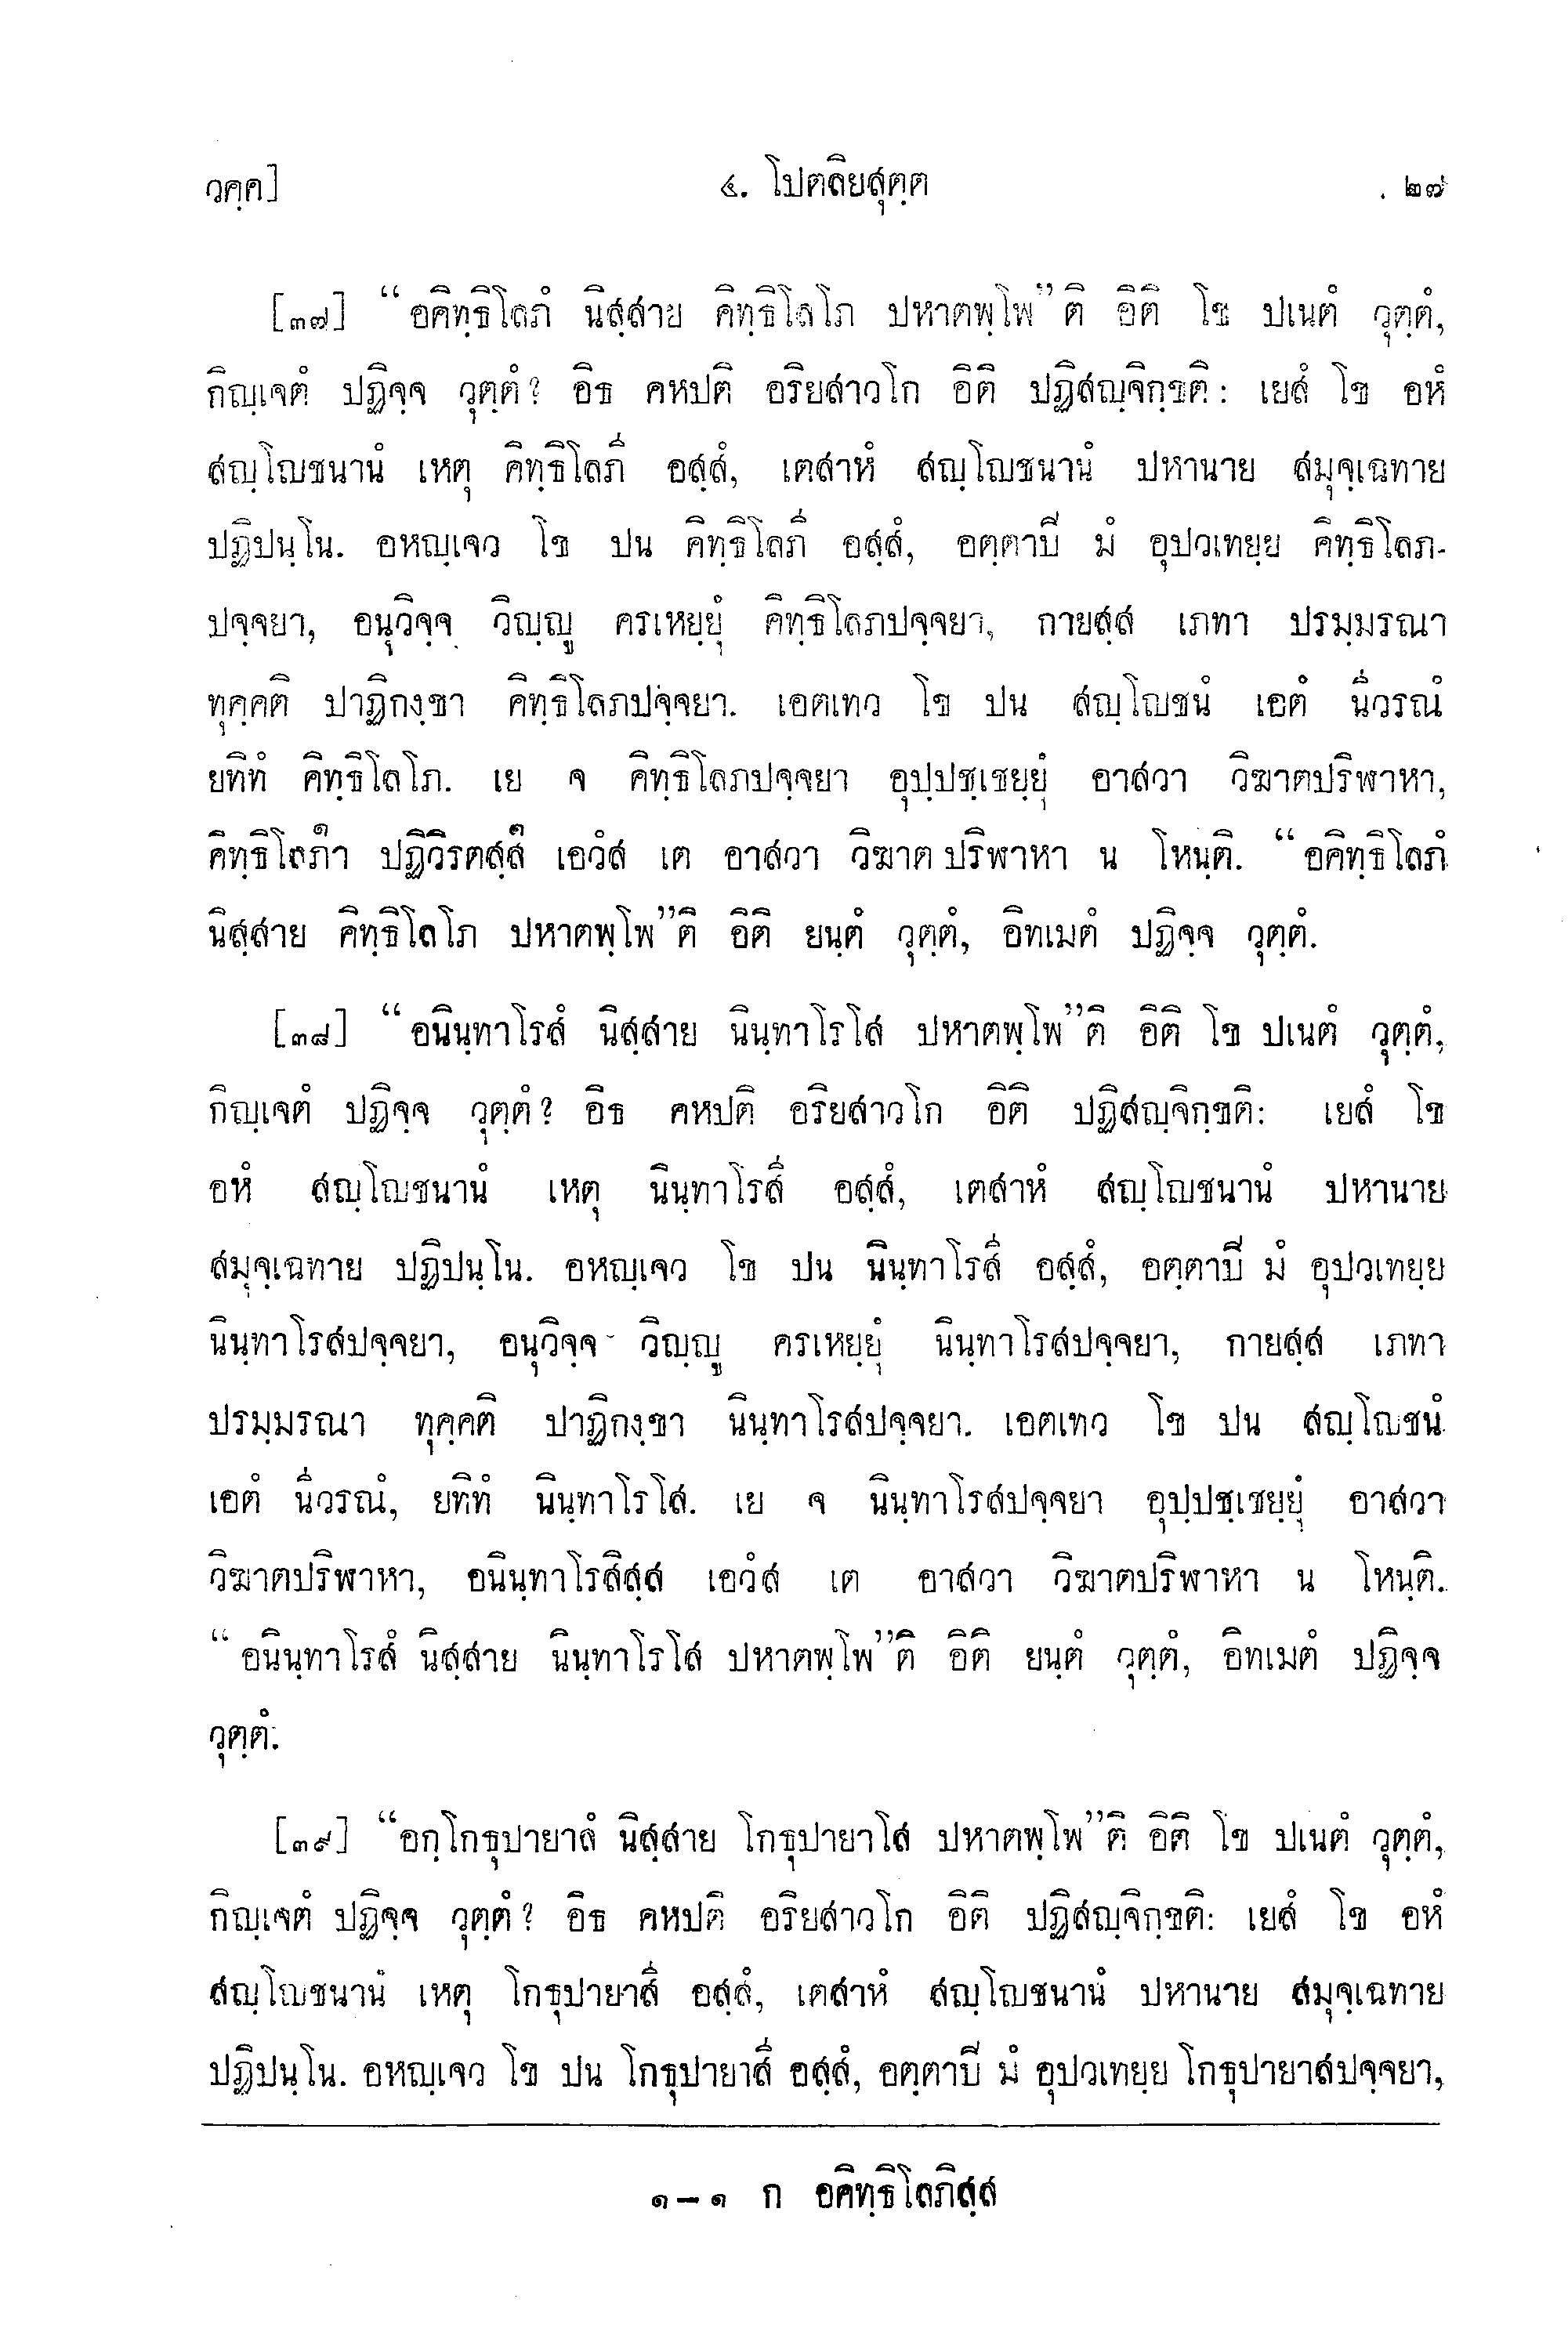 วคฺค]
๔. โปตลิยสุตฺต
๒๗
[๓๗] “อคิทฺธิโลภํ นิสฺสาย คิทฺธิโลโภ ปหาตพฺโพ”ติ อิติ โข ปเนตํ วุตฺตํ,
กิญฺเจตํ ปฏิจฺจ วุตฺตํ? อิธ คหปติ อริยสาวโก อิติ ปฏิสญฺจิกฺขติ: เยสํ โข อหํ
สญฺโญชนานํ เหตุ คิทฺธิโลภี อสฺสํ, เตสาหํ สญฺโญชนานํ ปหานาย สมุจฺเฉทาย
ปฏิปนฺโน. อหญฺเจว โข ปน คิทฺธิโลภี อสฺสํ, อตฺตาปี มํ อุปวเทยฺย คิทฺธิโลภ-
ปจฺจยา, อนุวิจฺจ วิญฺญู ครเหยฺยุํ คิทฺธิโลภปจฺจยา, กายสฺส เภทา ปรมฺมรณา
ทุคฺคติ ปาฏิกงฺขา คิทฺธิโลภปจฺจยา. เอตเทว โข ปน สญฺโญชนํ เอตํ นีวรณํ
ยทิทํ คิทฺธิโลโภ. เย จ คิทฺธิโลภปจฺจยา อุปฺปชฺเชยฺยุํ อาสวา วิฆาตปริฬาหา,
คิทฺธิโลภา๑ ปฏิวิรตสฺส๑ เอวํส เต อาสวา วิฆาตปริฬาหา น โหนฺติ. “อคิทฺธิโลภํ
นิสฺสาย คิทฺธิโลโภ ปหาตพฺโพ”ติ อิติ ยนฺตํ วุตฺตํ, อิทเมตํ ปฏิจฺจ วุตฺตํ.
[๓๘] “อนินฺทาโรสํ นิสฺสาย นินฺทาโรโส ปหาตพฺโพ”ติ อิติ โข ปเนตํ วุตฺตํ,
กิญฺเจตํ ปฏิจฺจ วุตฺตํ? อิธ คหปติ อริยสาวโก อิติ ปฏิสญฺจิกฺขติ: เยสํ โข
อหํ สญฺโญชนานํ เหตุ นินฺทาโรสี อสฺสํ, เตสาหํ สญฺโญชนานํ ปหานาย
สมุจฺเฉทาย ปฏิปนฺโน. อหญฺเจว โข ปน นินฺทาโรสี อสฺสํ, อตฺตาปี มํ อุปวเทยฺย
นินฺทาโรสปจฺจยา, อนุวิจฺจ วิญฺญู ครเหยฺยุํ นินฺทาโรสปจฺจยา, กายสฺส เภทา
ปรมฺมรณา ทุคฺคติ ปาฏิกงฺขา นินฺทาโรสปจฺจยา. เอตเทว โข ปน สญฺโญชนํ
เอตํ นีวรณํ, ยทิทํ นินฺทาโรโส. เย จ นินฺทาโรสปจฺจยา อุปฺปชฺเชยฺยุํ อาสวา
วิฆาตปริฬาหา, อนินฺทาโรสิสฺส เอวํส เต อาสวา วิฆาตปริฬาหา น โหนฺติ.
“อนินฺทาโรสํ นิสฺสาย นินฺทาโรโส ปหาตพฺโพ”ติ อิติ ยนฺตํ วุตฺตํ, อิทเมตํ ปฏิจฺจ
วุตฺตํ.
[๓๙] “อกฺโกธุปายาสํ นิสฺสาย โกธุปายาโส ปหาตพฺโพ”ติ อิติ โข ปเนตํ วุตฺตํ,
กิญฺเจตํ ปฏิจฺจ วุตฺตํ? อิธ คหปติ อริยสาวโก อิติ ปฏิสญฺจิกฺขติ: เยสํ โข อหํ
สญฺโญชนานํ เหตุ โกธุปายาสี อสฺสํ, เตสาหํ สญฺโญชนานํ ปหานาย สมุจฺเฉทาย
ปฏิปนฺโน. อหญฺเจว โข ปน โกธุปายาสี อสฺสํ, อตฺตาปี มํ อุปวเทยฺย โกธุปายาสปจฺจยา,
๑–๑ ก อคิทฺธิโลภิสฺส